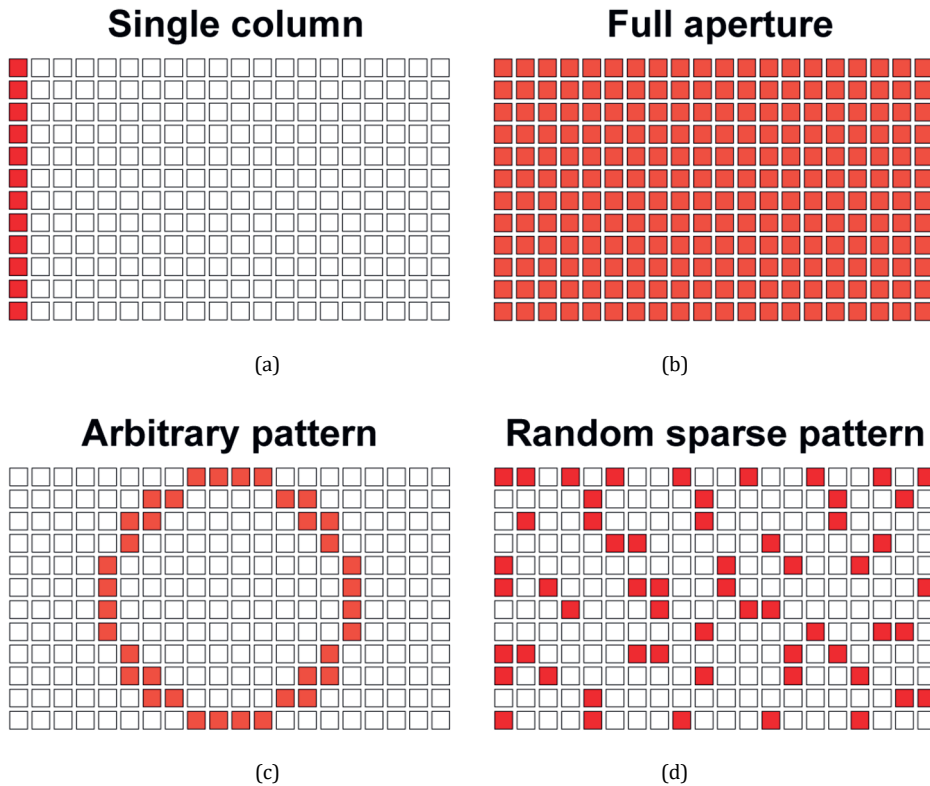 Single column
Full aperture
(a)
(b)
Arbitrary pattern
Random sparse pattern
(c)
(d)